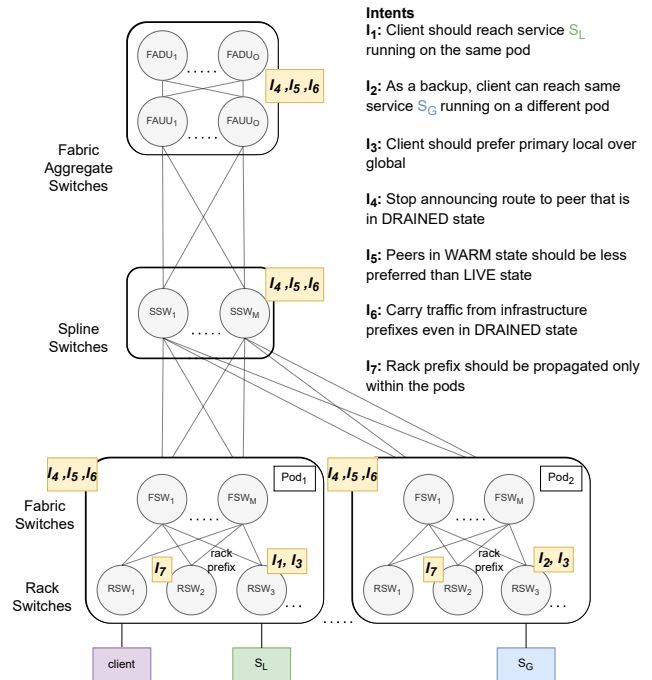 Intents
I1: Client should reach service SL
running on the same pod
I2: As a backup, client can reach same
service SG running on a different pod
I3: Client should prefer primary local over
global
I4: Stop announcing route to peer that is
in DRAINED state
I5: Peers in WARM state should be less
preferred than LIVE state
I6: Carry traffic from infrastructure
prefixes even in DRAINED state
I7: Rack prefix should be propagated only
within the pods
FADU1 ..... FADUO
I4 ,I5 ,I6
FAUU1 ..... FAUUO
Fabric
Aggregate
Switches
I4 ,I5 ,I6
SSW1 ..... SSWM
Spline
Switches
I4 ,I5 ,I6
Pod1
FSW1 ..... FSWM
Fabric
Switches
I7
rack
prefix
I1, I3
RSW1 RSW2 RSW3 ...
Rack
Switches
I4 ,I5 ,I6
Pod2
FSW1 ..... FSWM
I7
rack
prefix
I2, I3
RSW1 RSW2 RSW3 ...
.....
client
SL
SG